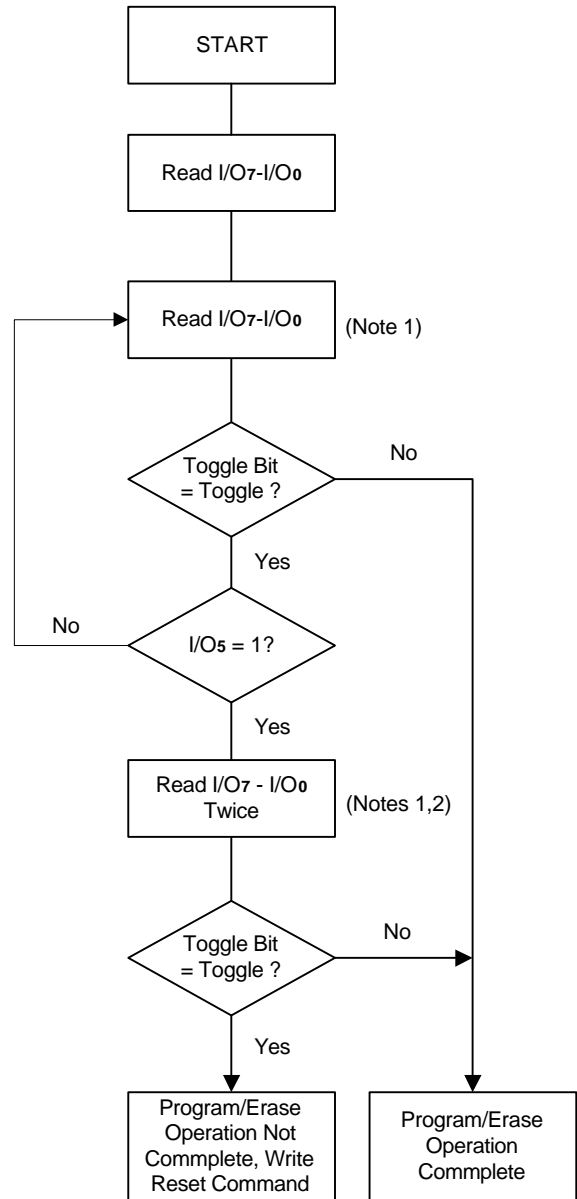 START
Read I/O7-I/O0
Read I/O7-I/O0
(Note 1)
Toggle Bit
= Toggle ?
No
Yes
I/O5 = 1?
No
Yes
Read I/O7 - I/O0
Twice
(Notes 1,2)
Toggle Bit
= Toggle ?
No
Yes
Program/Erase
Operation Not
Commplete, Write
Reset Command
Program/Erase
Operation
Commplete